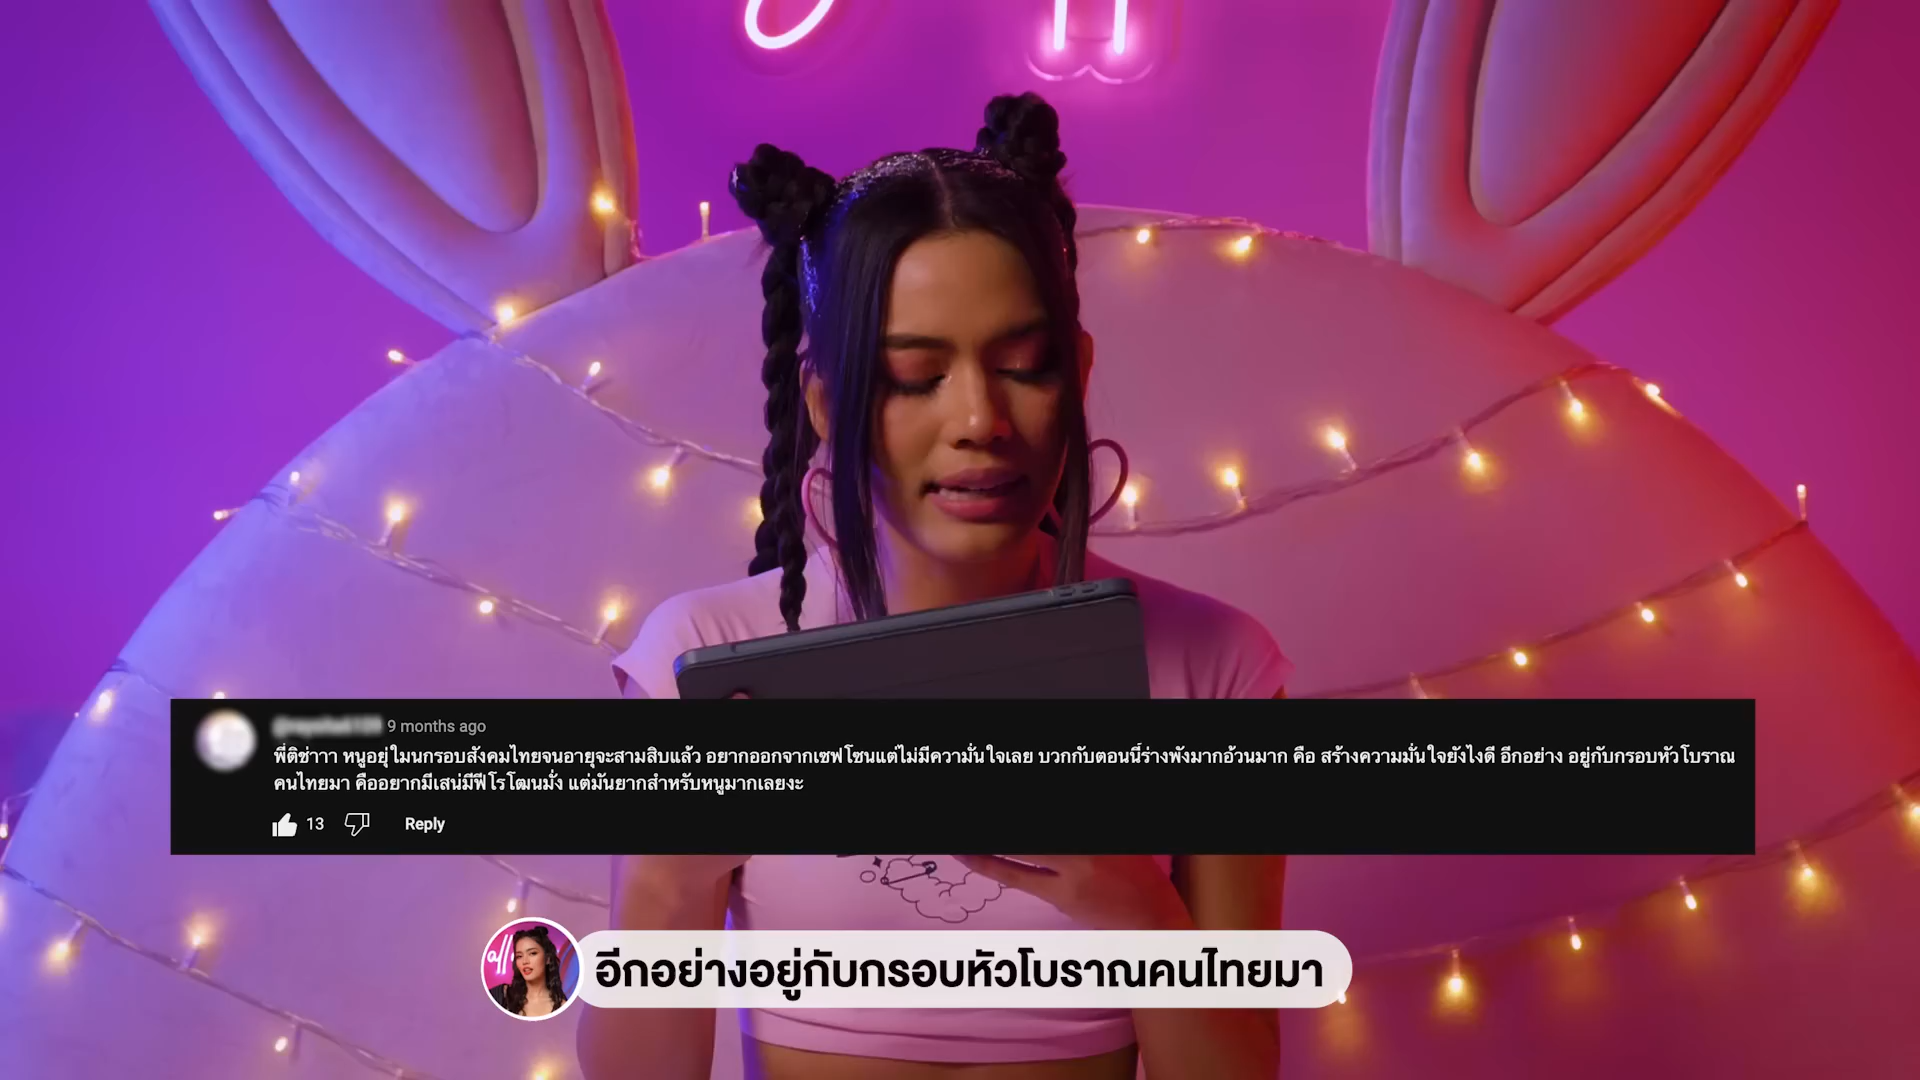 9 months ago
พี่ติช่าาา หนูอยุ่ในนกรอบสังคมไทยจนอายุจะสามสิบแล้ว อยากออกจากเซฟโซนแต่ไม่มีความั่นใจเลย บวกกับตอนนี้ร่างพังมากอ้วนมาก คือ สร้างความมั่นใจยังไงดี อีกอย่าง อยู่กับกรอบหัวโบราณ
คนไทยมา คืออยากมีเสน่มีฟีโรโฒนมั่ง แต่มันยากสำหรับหนูมากเลยงะ
13 Reply
อีกอย่างอยู่กับกรอบหัวโบราณคนไทยมา